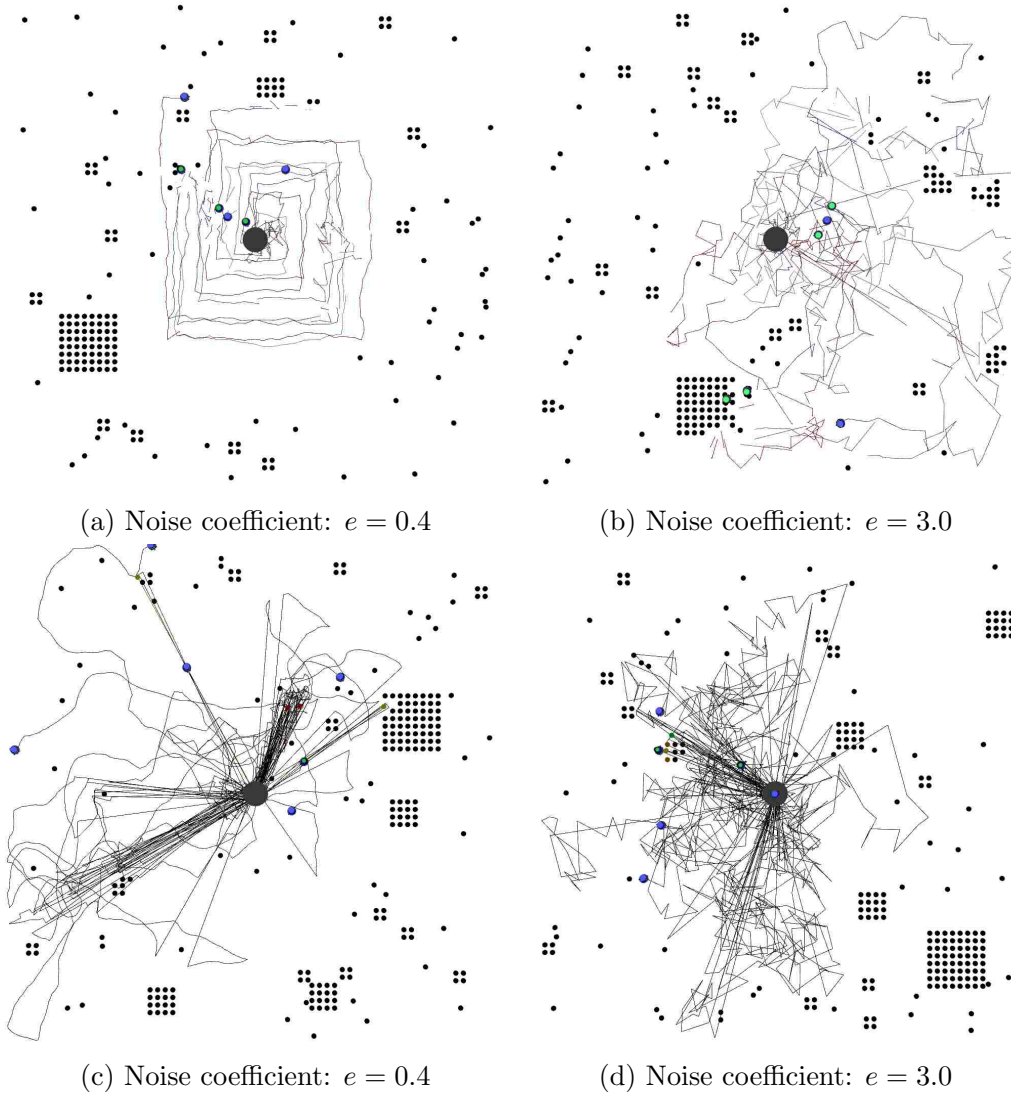 (a) Noise coefficient: e = 0.4
(b) Noise coefficient: e = 3.0
(c) Noise coefficient: e = 0.4
(d) Noise coefficient: e = 3.0